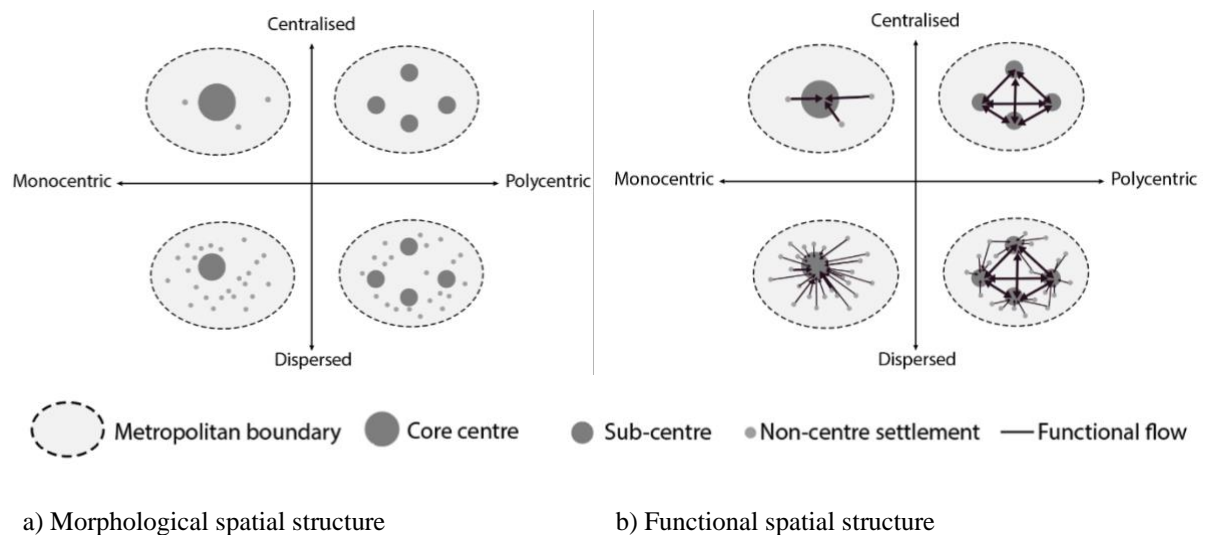 Centralised
Monocentric
Polycentric
Dispersed
Centralised
Monocentric
Polycentric
Dispersed
Metropolitan boundary
Core centre
Sub-centre
Non-centre settlement
Functional flow
a) Morphological spatial structure
b) Functional spatial structure